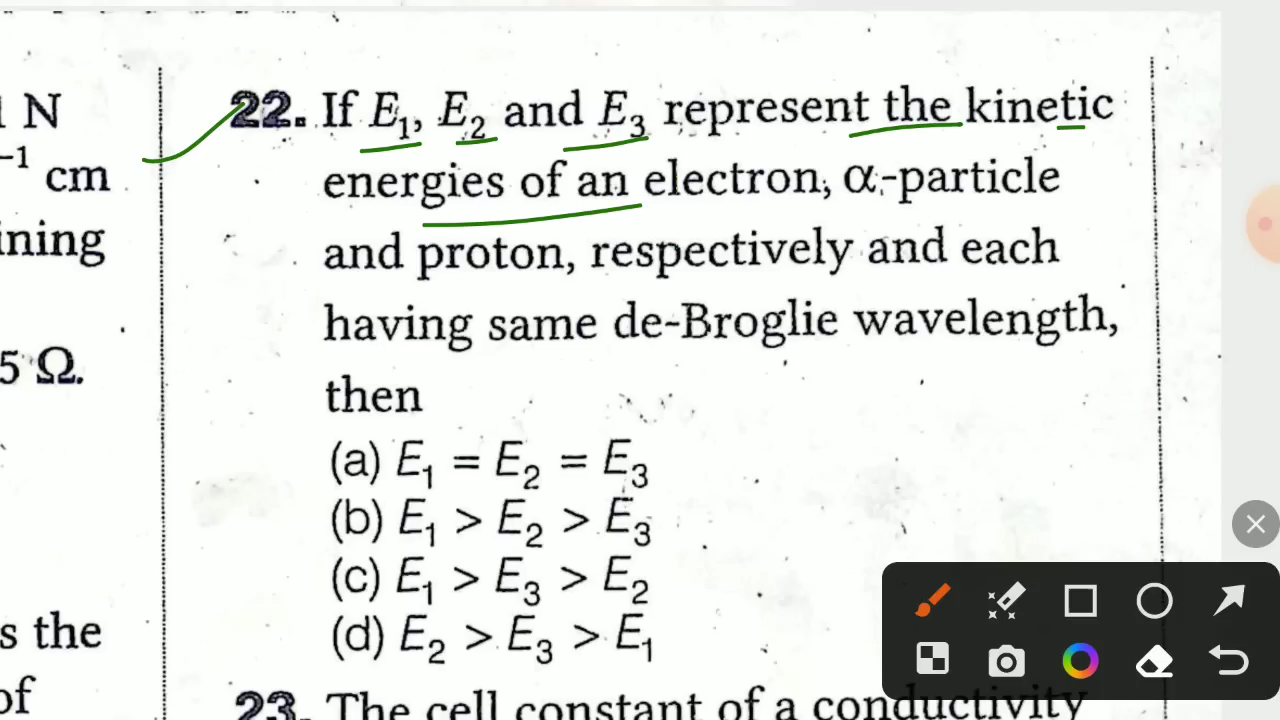 N
⁻¹ cm
ining
5 Ω.
s the
of
22. If E₁, E₂ and E₃ represent the kinetic
energies of an electron, α-particle
and proton, respectively and each
having same de-Broglie wavelength,
then
(a) E₁ = E₂ = E₃
(b) E₁ > E₂ > E₃
(c) E₁ > E₃ > E₂
(d) E₂ > E₃ > E₁
23. The cell constant of a conductivity